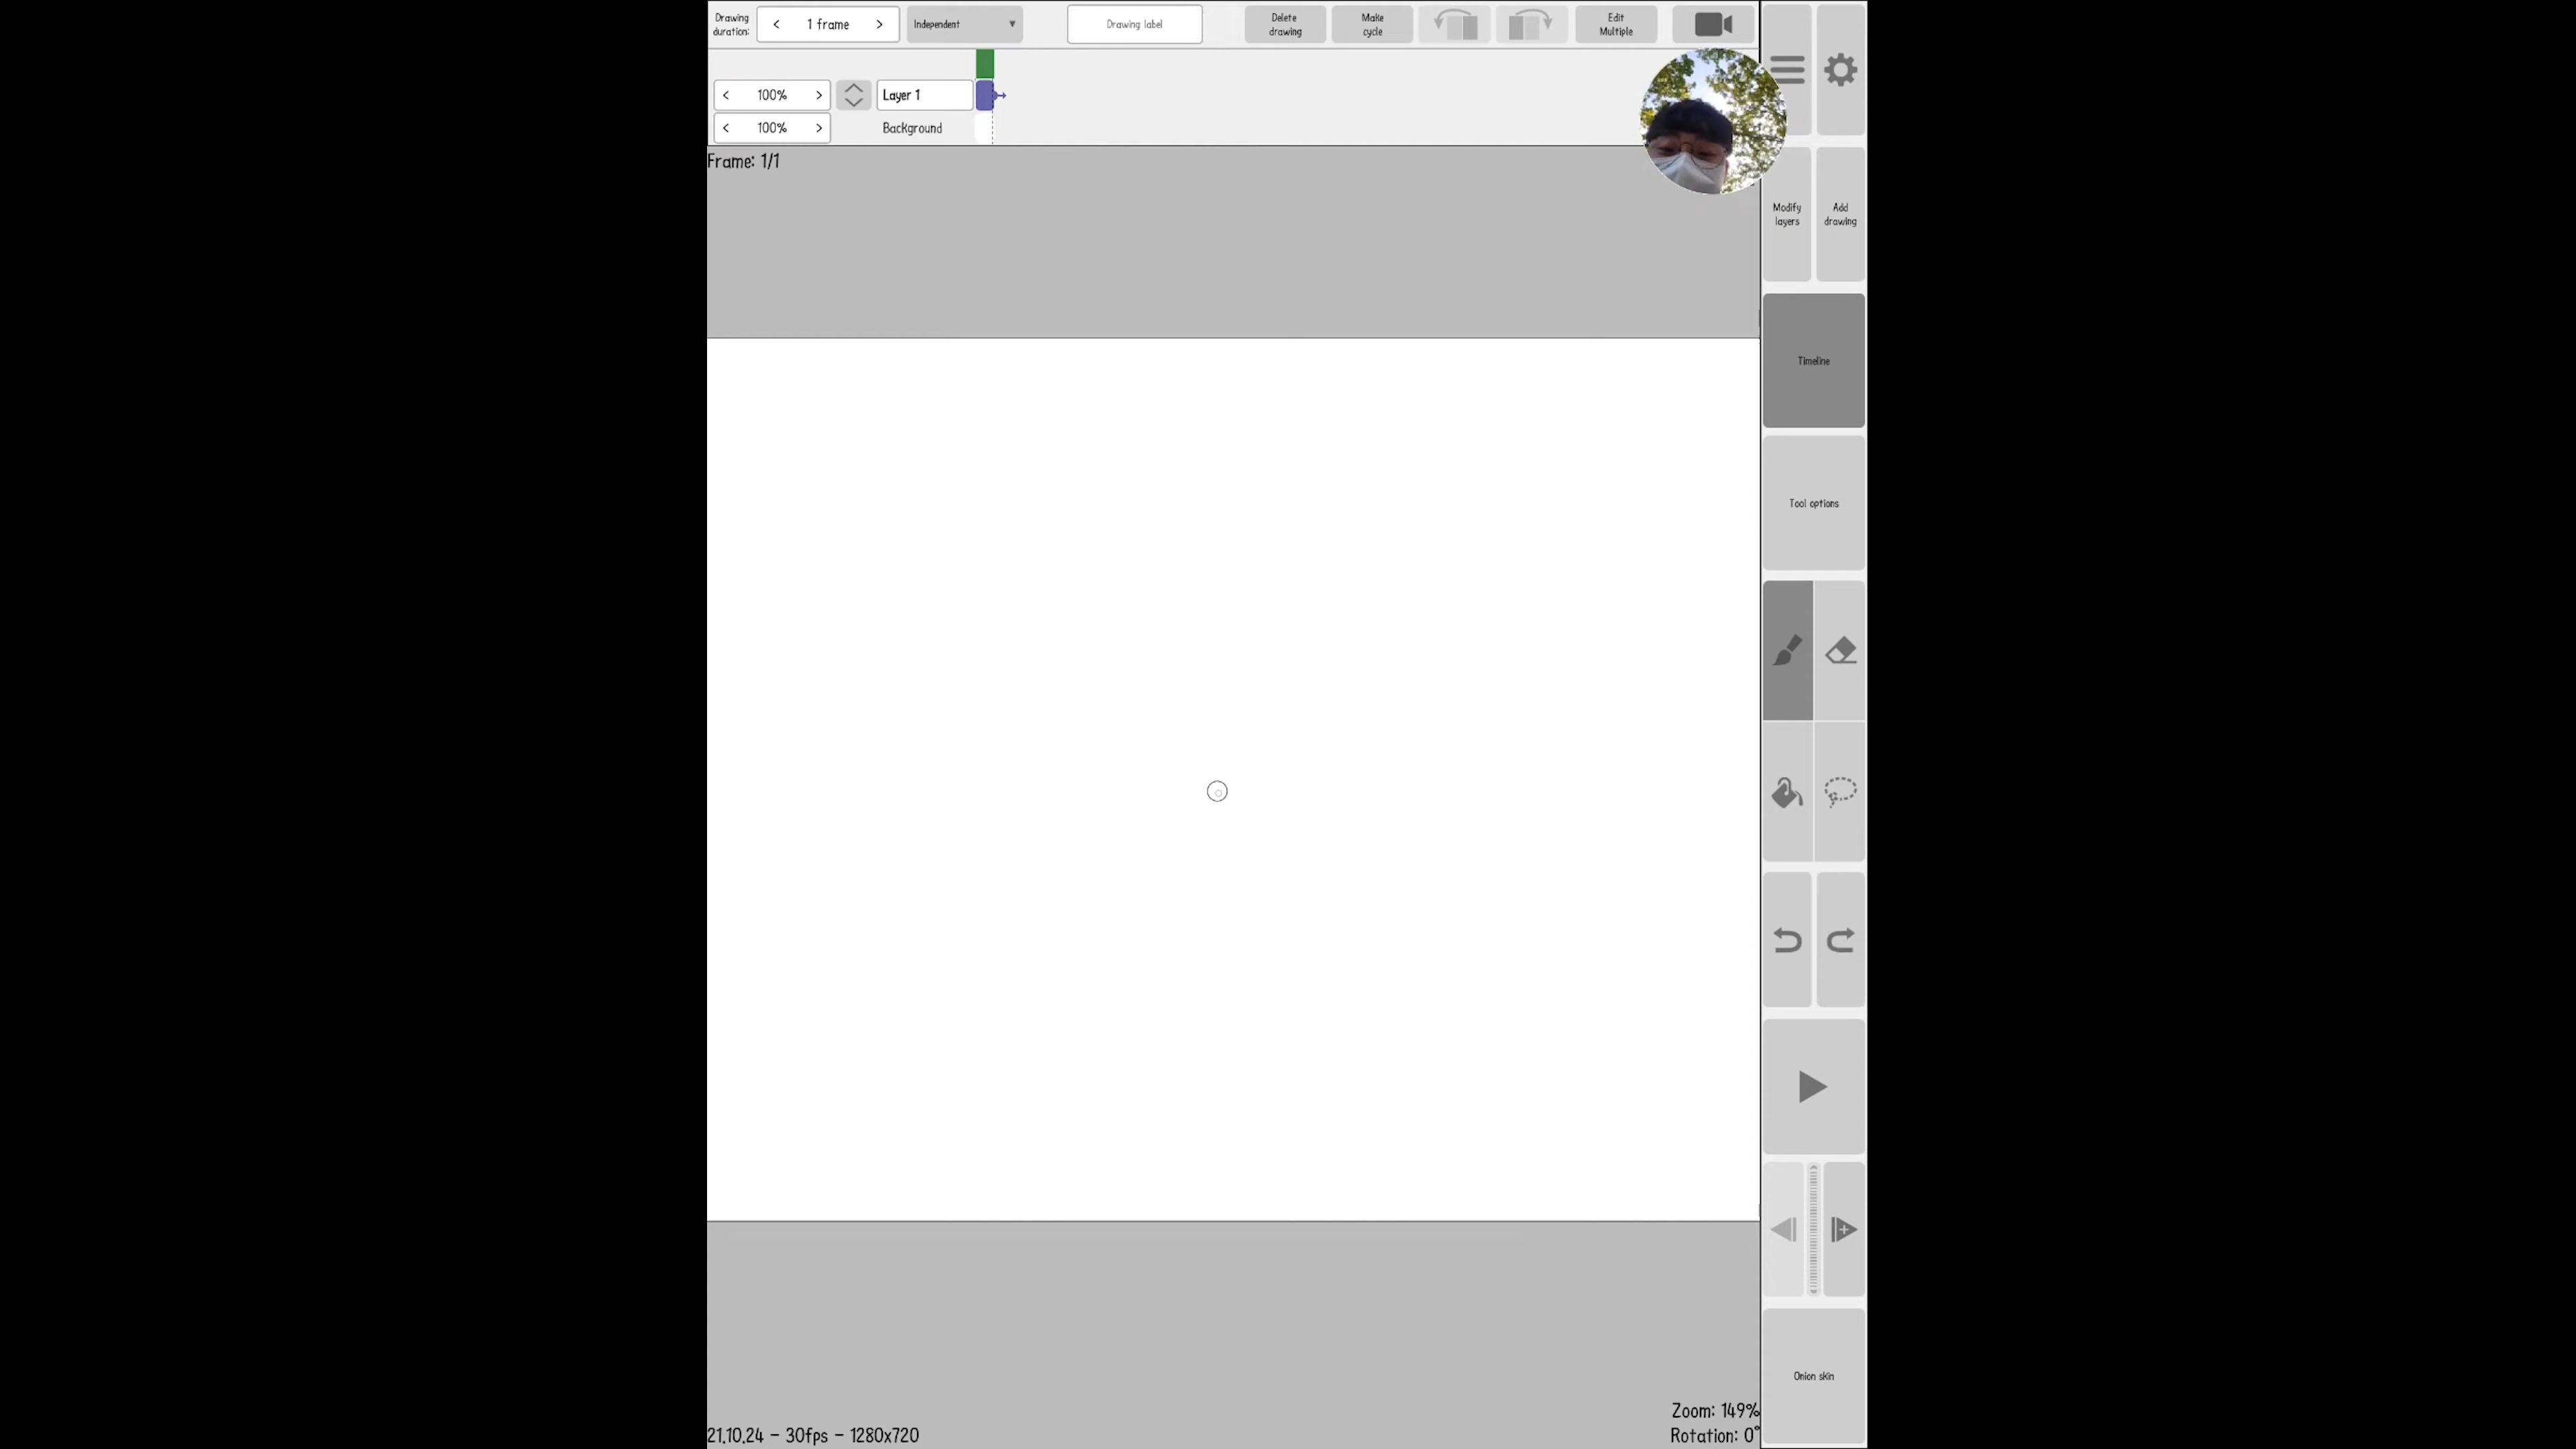 Drawing
duration:
< 1 frame >
Independent
Drawing label
Delete
drawing
Make
cycle
Edit
Multiple
< 100% >
Layer 1
< 100% >
Background
Frame: 1/1
Modify
layers
Add
drawing
Timeline
Tool options
Onion skin
Zoom: 149%
21.10.24 - 30fps - 1280x720
Rotation: 0°